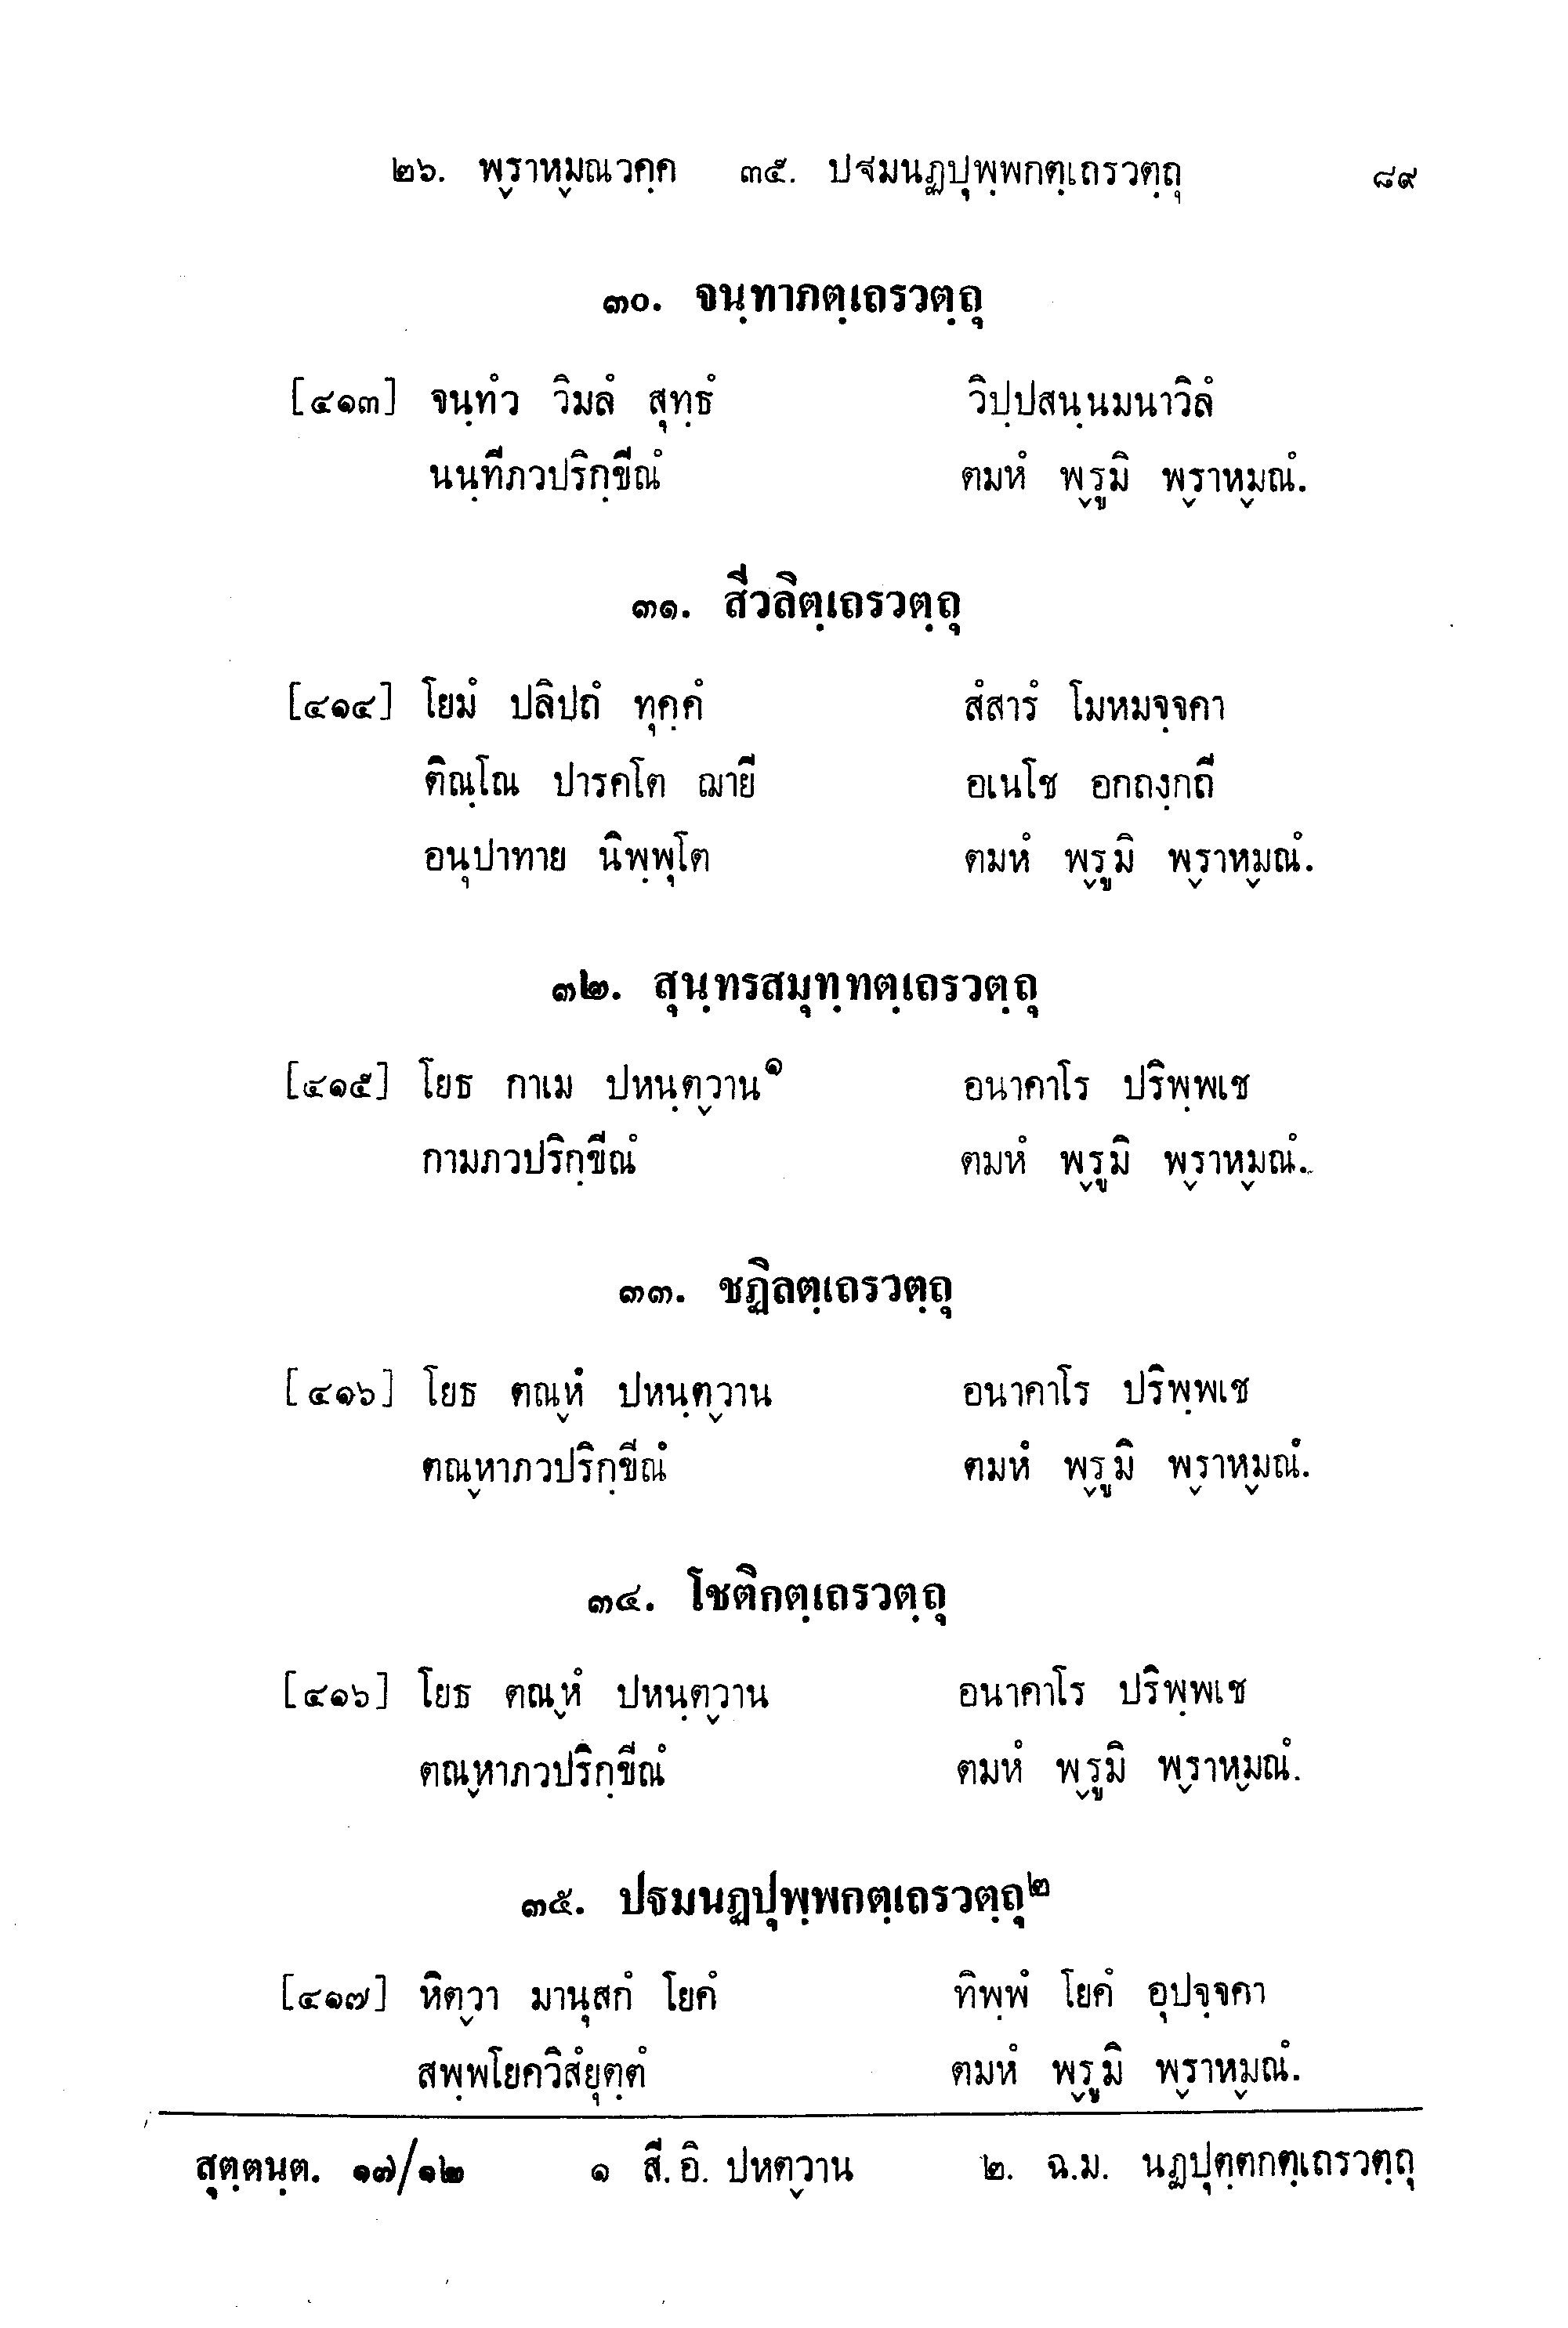 ๒๖. พฺราหฺมณวคฺค ๓๕. ปฐมนฏปุพฺพกตฺเถรวตฺถุ ๘๙
๓๐. จนฺทาภตฺเถรวตฺถุ
[๔๑๓] จนฺทํว วิมลํ สุทฺธํ วิปฺปสนฺนมนาวิลํ
นนฺทีภวปริกฺขีณํ ตมหํ พฺรูมิ พฺราหฺมณํ.
๓๑. สีวลิตฺเถรวตฺถุ
[๔๑๔] โยมํ ปลิปถํ ทุคฺคํ สํสารํ โมหมจฺจคา
ติณฺโณ ปารคโต ฌายี อเนโช อกถงฺกถี
อนุปาทาย นิพฺพุโต ตมหํ พฺรูมิ พฺราหฺมณํ.
๓๒. สุนฺทรสมุทฺทตฺเถรวตฺถุ
[๔๑๕] โยธ กาเม ปหนฺตฺวาน๑ อนาคาโร ปริพฺพเช
กามภวปริกฺขีณํ ตมหํ พฺรูมิ พฺราหฺมณํ.
๓๓. ชฏิลตฺเถรวตฺถุ
[๔๑๖] โยธ ตณฺหํ ปหนฺตฺวาน อนาคาโร ปริพฺพเช
ตณฺหาภวปริกฺขีณํ ตมหํ พฺรูมิ พฺราหฺมณํ.
๓๔. โชติกตฺเถรวตฺถุ
[๔๑๖] โยธ ตณฺหํ ปหนฺตฺวาน อนาคาโร ปริพฺพเช
ตณฺหาภวปริกฺขีณํ ตมหํ พฺรูมิ พฺราหฺมณํ.
๓๕. ปฐมนฏปุพฺพกตฺเถรวตฺถุ๒
[๔๑๗] หิตฺวา มานุสกํ โยคํ ทิพฺพํ โยคํ อุปจฺจคา
สพฺพโยควิสํยุตฺตํ ตมหํ พฺรูมิ พฺราหฺมณํ.
สุตฺตนฺต. ๑๗/๑๒ ๑ สี. อิ. ปหตฺวาน ๒. ฉ.ม. นฏปุตฺตกตฺเถรวตฺถุ